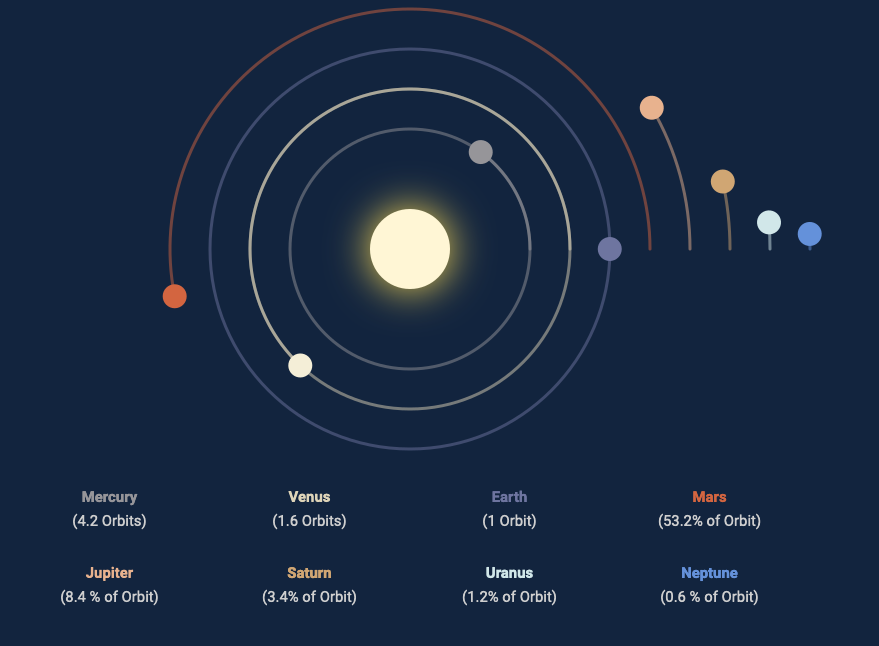 Mercury
(4.2 Orbits)
Venus
(1.6 Orbits)
Earth
(1 Orbit)
Mars
(53.2% of Orbit)
Jupiter
(8.4 % of Orbit)
Saturn
(3.4% of Orbit)
Uranus
(1.2% of Orbit)
Neptune
(0.6 % of Orbit)